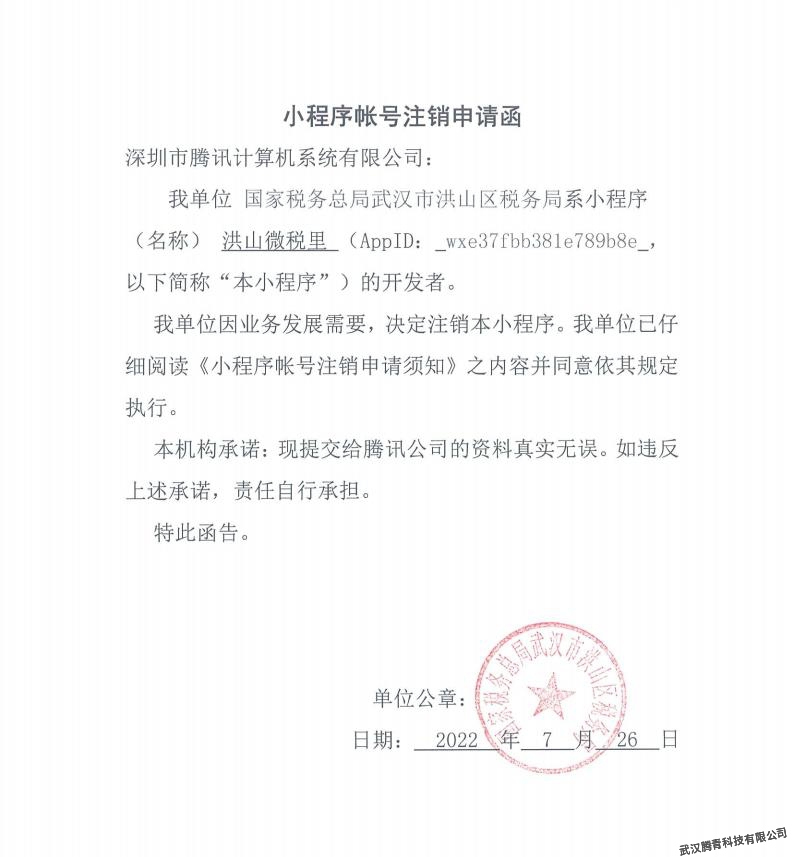 小程序帐号注销申请函
深圳市腾讯计算机系统有限公司：
我单位 国家税务总局武汉市洪山区税务局系小程序
（名称） 洪山微税里 （AppID：_wxe37fbb381e789b8e_，
以下简称“本小程序”）的开发者。
我单位因业务发展需要，决定注销本小程序。我单位已仔
细阅读《小程序帐号注销申请须知》之内容并同意依其规定
执行。
本机构承诺：现提交给腾讯公司的资料真实无误。如违反
上述承诺，责任自行承担。
特此函告。
国家税务总局武汉市洪山区税务局
单位公章：
日期： 2022 年 7 月 26 日
武汉腾青科技有限公司